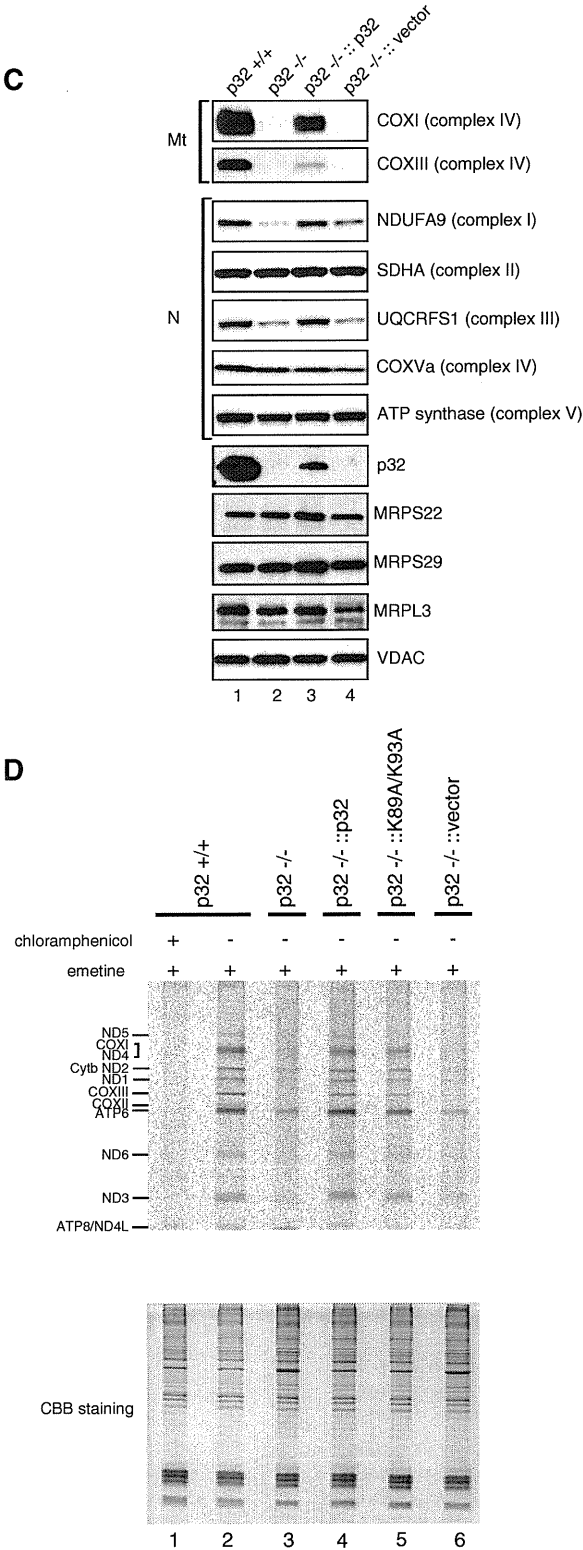 C
p32 +/+
p32 -/-
p32 -/- :: p32
p32 -/- :: vector
Mt
COXI (complex IV)
COXIII (complex IV)
N
NDUFA9 (complex I)
SDHA (complex II)
UQCRFS1 (complex III)
COXVa (complex IV)
ATP synthase (complex V)
p32
MRPS22
MRPS29
MRPL3
VDAC
1 2 3 4
D
p32 +/+
p32 -/-
p32 -/- ::p32
p32 -/- ::K89A/K93A
p32 -/- ::vector
chloramphenicol + - - - - -
emetine + + + + + +
ND5
COXI
ND4
Cytb ND2
ND1
COXIII
COXII
ATP6
ND6
ND3
ATP8/ND4L
CBB staining
1 2 3 4 5 6